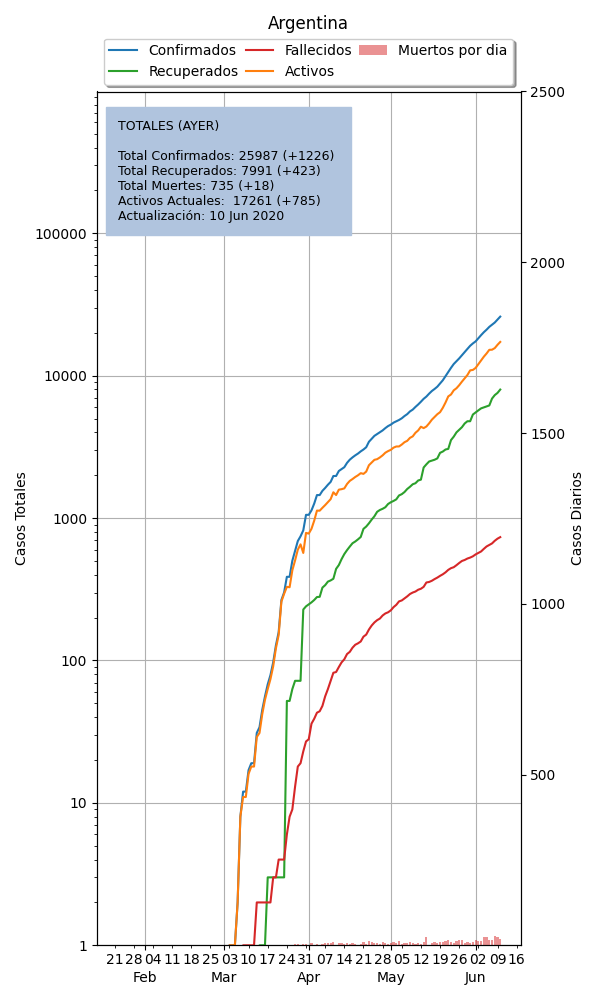 Argentina
Confirmados
Fallecidos
Muertos por dia
Recuperados
Activos
TOTALES (AYER)
Total Confirmados: 25987 (+1226)
Total Recuperados: 7991 (+423)
Total Muertes: 735 (+18)
Activos Actuales:  17261 (+785)
Actualización: 10 Jun 2020
100000
10000
1000
100
10
1
Casos Totales
2500
2000
1500
1000
500
Casos Diarios
21 28 04 11 18 25 03 10 17 24 31 07 14 21 28 05 12 19 26 02 09 16
Feb Mar Apr May Jun